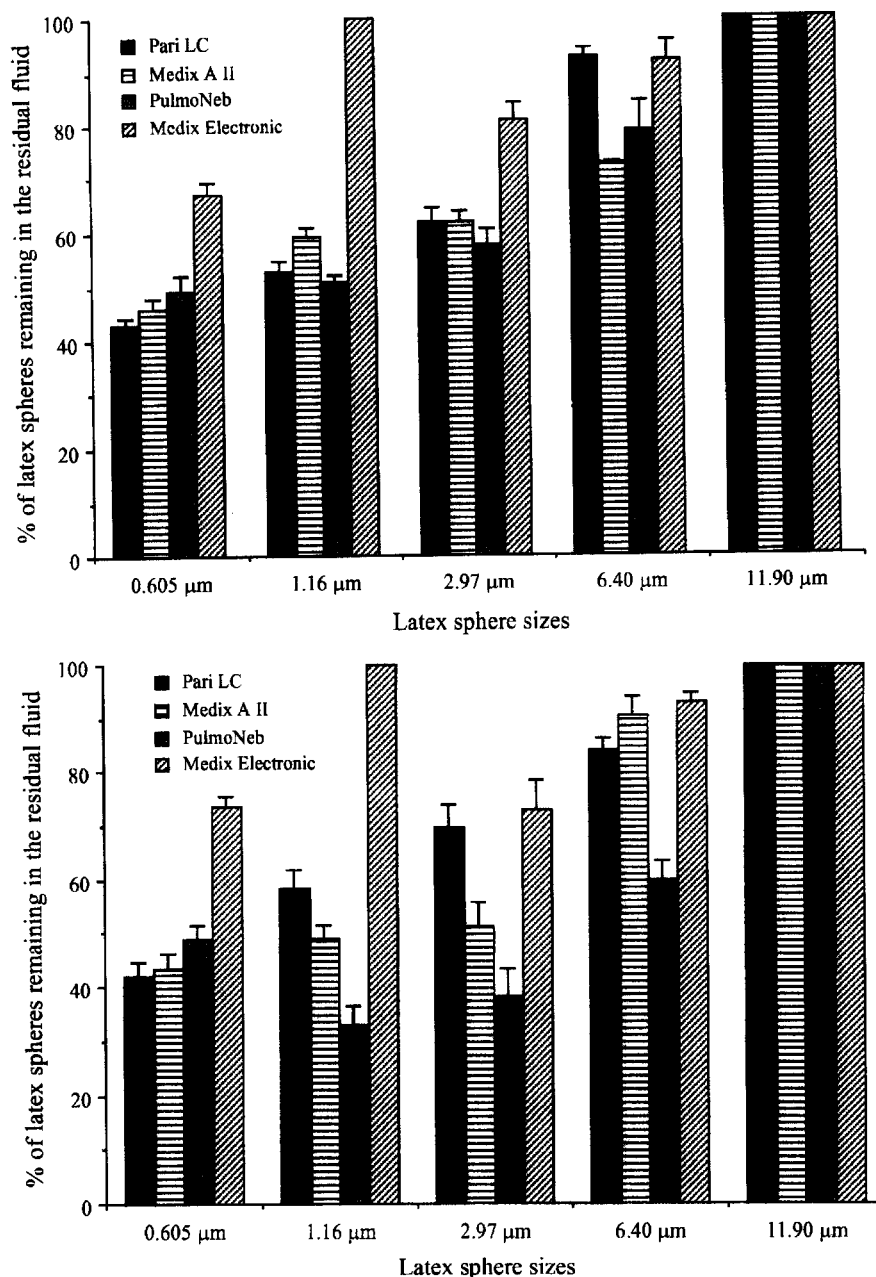 % of latex spheres remaining in the residual fluid
100
80
60
40
20
0
Pari LC
Medix A II
PulmoNeb
Medix Electronic
0.605 µm
1.16 µm
2.97 µm
6.40 µm
11.90 µm
Latex sphere sizes
% of latex spheres remaining in the residual fluid
100
80
60
40
20
0
Pari LC
Medix A II
PulmoNeb
Medix Electronic
0.605 µm
1.16 µm
2.97 µm
6.40 µm
11.90 µm
Latex sphere sizes